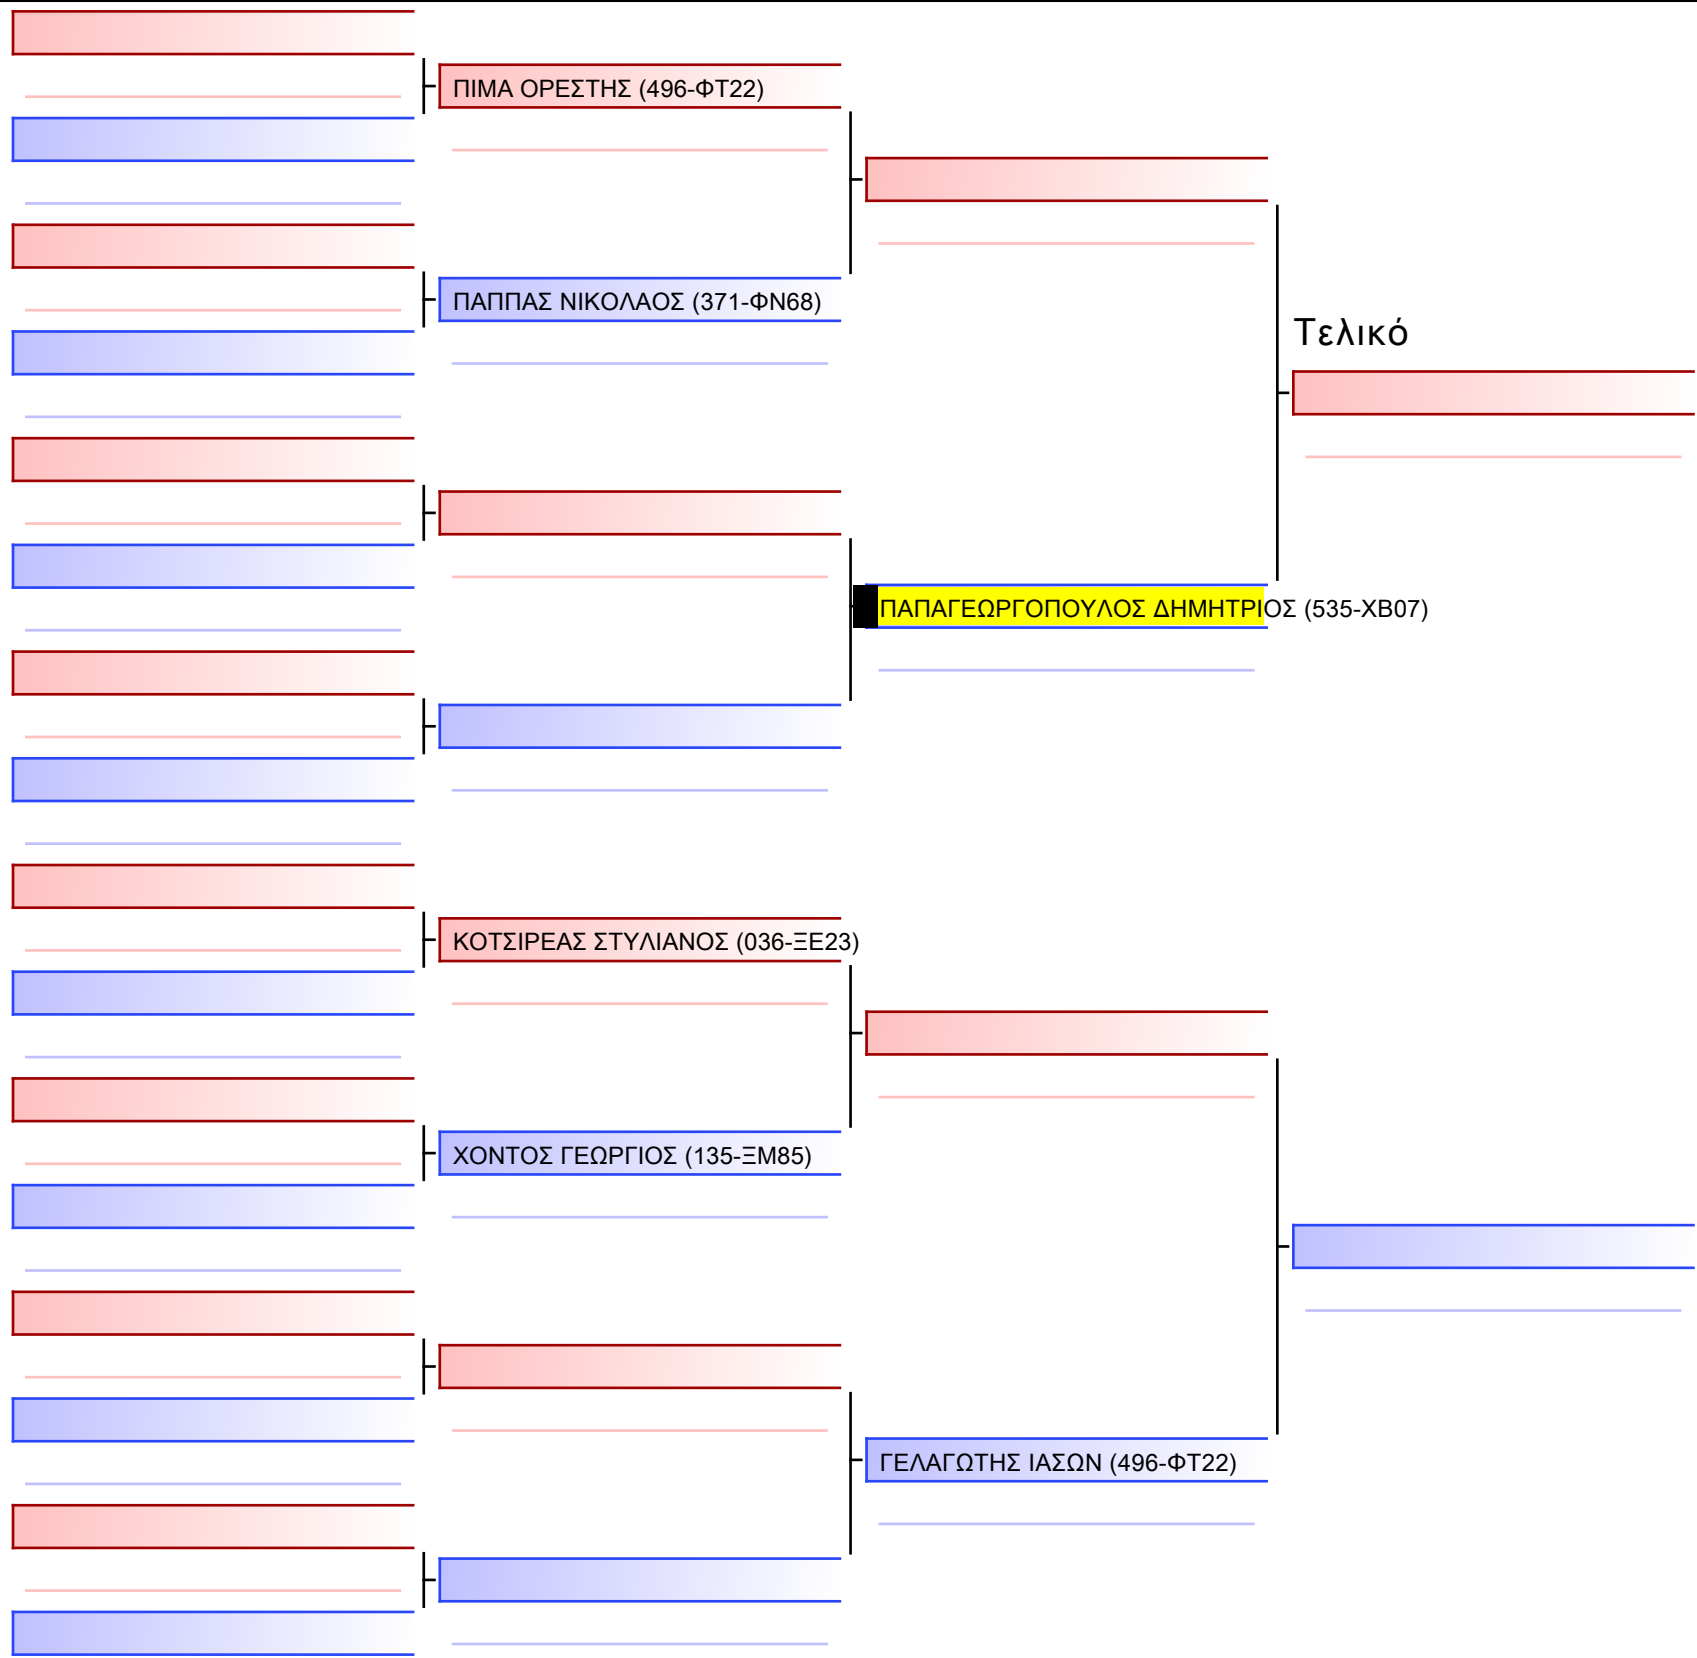 ΠΙΜΑ ΟΡΕΣΤΗΣ (496-ΦΤ22)
ΠΑΠΠΑΣ ΝΙΚΟΛΑΟΣ (371-ΦΝ68)
Τελικό
ΠΑΠΑΓΕΩΡΓΟΠΟΥΛΟΣ ΔΗΜΗΤΡΙΟΣ (535-ΧΒ07)
ΚΟΤΣΙΡΕΑΣ ΣΤΥΛΙΑΝΟΣ (036-ΞΕ23)
ΧΟΝΤΟΣ ΓΕΩΡΓΙΟΣ (135-ΞΜ85)
ΓΕΛΑΓΩΤΗΣ ΙΑΣΩΝ (496-ΦΤ22)